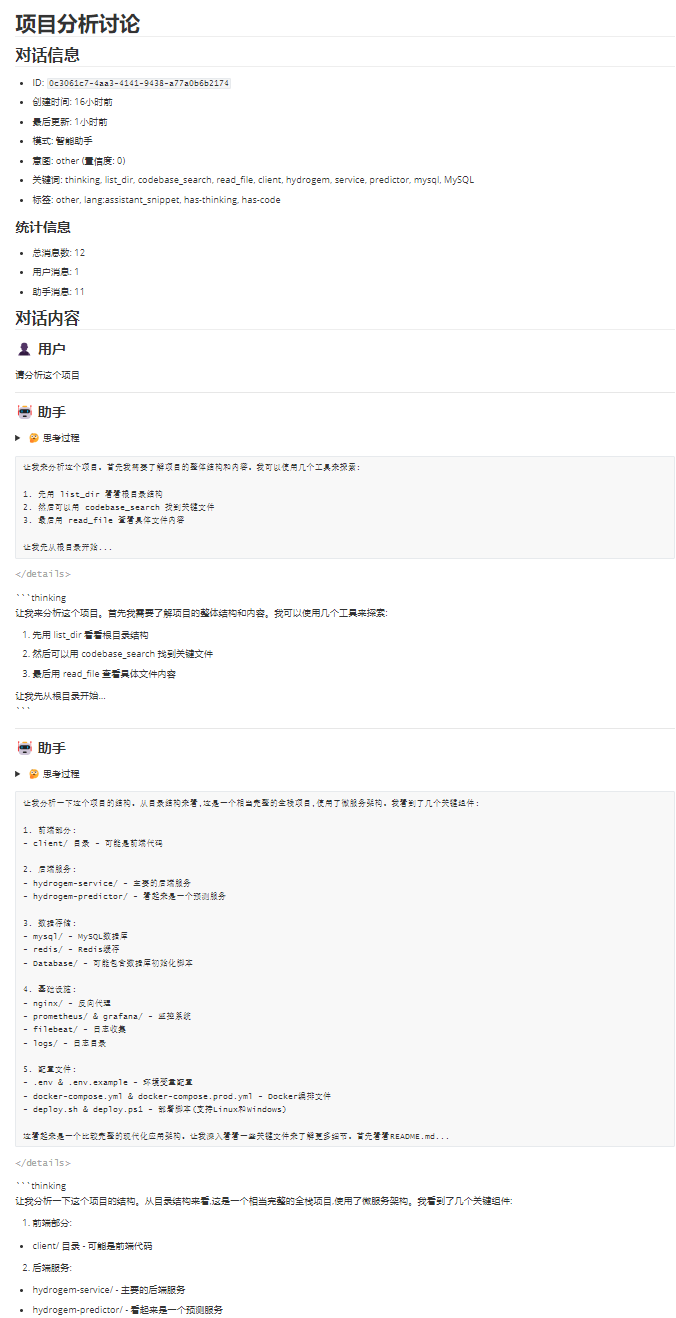 项目分析讨论
对话信息
ID: 0c3061c7-4aa3-4141-9438-a77a0b6b2174
创建时间: 16小时前
最后更新: 1小时前
模式: 智能助手
意图: other (置信度: 0)
关键词: thinking, list_dir, codebase_search, read_file, client, hydrogem, service, predictor, mysql, MySQL
标签: other, lang:assistant_snippet, has-thinking, has-code
统计信息
总消息数: 12
用户消息: 1
助手消息: 11
对话内容
👤 用户
请分析这个项目
🤖 助手
▶ 🤔 思考过程
让我来分析这个项目。首先我需要了解项目的整体结构和内容。我可以使用几个工具来探索:
1. 先用 list_dir 看看根目录结构
2. 然后可以用 codebase_search 找到关键文件
3. 最后用 read_file 查看具体文件内容
让我先从根目录开始...
</details>
```thinking
让我来分析这个项目。首先我需要了解项目的整体结构和内容。我可以使用几个工具来探索:
1. 先用 list_dir 看看根目录结构
2. 然后可以用 codebase_search 找到关键文件
3. 最后用 read_file 查看具体文件内容
让我先从根目录开始...
```
🤖 助手
▶ 🤔 思考过程
让我分析一下这个项目的结构。从目录结构来看,这是一个相当完整的全栈项目,使用了微服务架构。我看到了几个关键组件:
1. 前端部分:
- client/ 目录 - 可能是前端代码
2. 后端服务:
- hydrogem-service/ - 主要的后端服务
- hydrogem-predictor/ - 看起来是一个预测服务
3. 数据存储:
- mysql/ - MySQL数据库
- redis/ - Redis缓存
- Database/ - 可能包含数据库初始化脚本
4. 基础设施:
- nginx/ - 反向代理
- prometheus/ & grafana/ - 监控系统
- filebeat/ - 日志收集
- logs/ - 日志目录
5. 配置文件:
- .env & .env.example - 环境变量配置
- docker-compose.yml & docker-compose.prod.yml - Docker编排文件
- deploy.sh & deploy.ps1 - 部署脚本(支持Linux和Windows)
这看起来是一个比较完整的现代化应用架构。让我深入看看一些关键文件来了解更多细节。首先看看README.md...
</details>
```thinking
让我分析一下这个项目的结构。从目录结构来看,这是一个相当完整的全栈项目,使用了微服务架构。我看到了几个关键组件:
1. 前端部分:
client/ 目录 - 可能是前端代码
2. 后端服务:
hydrogem-service/ - 主要的后端服务
hydrogem-predictor/ - 看起来是一个预测服务